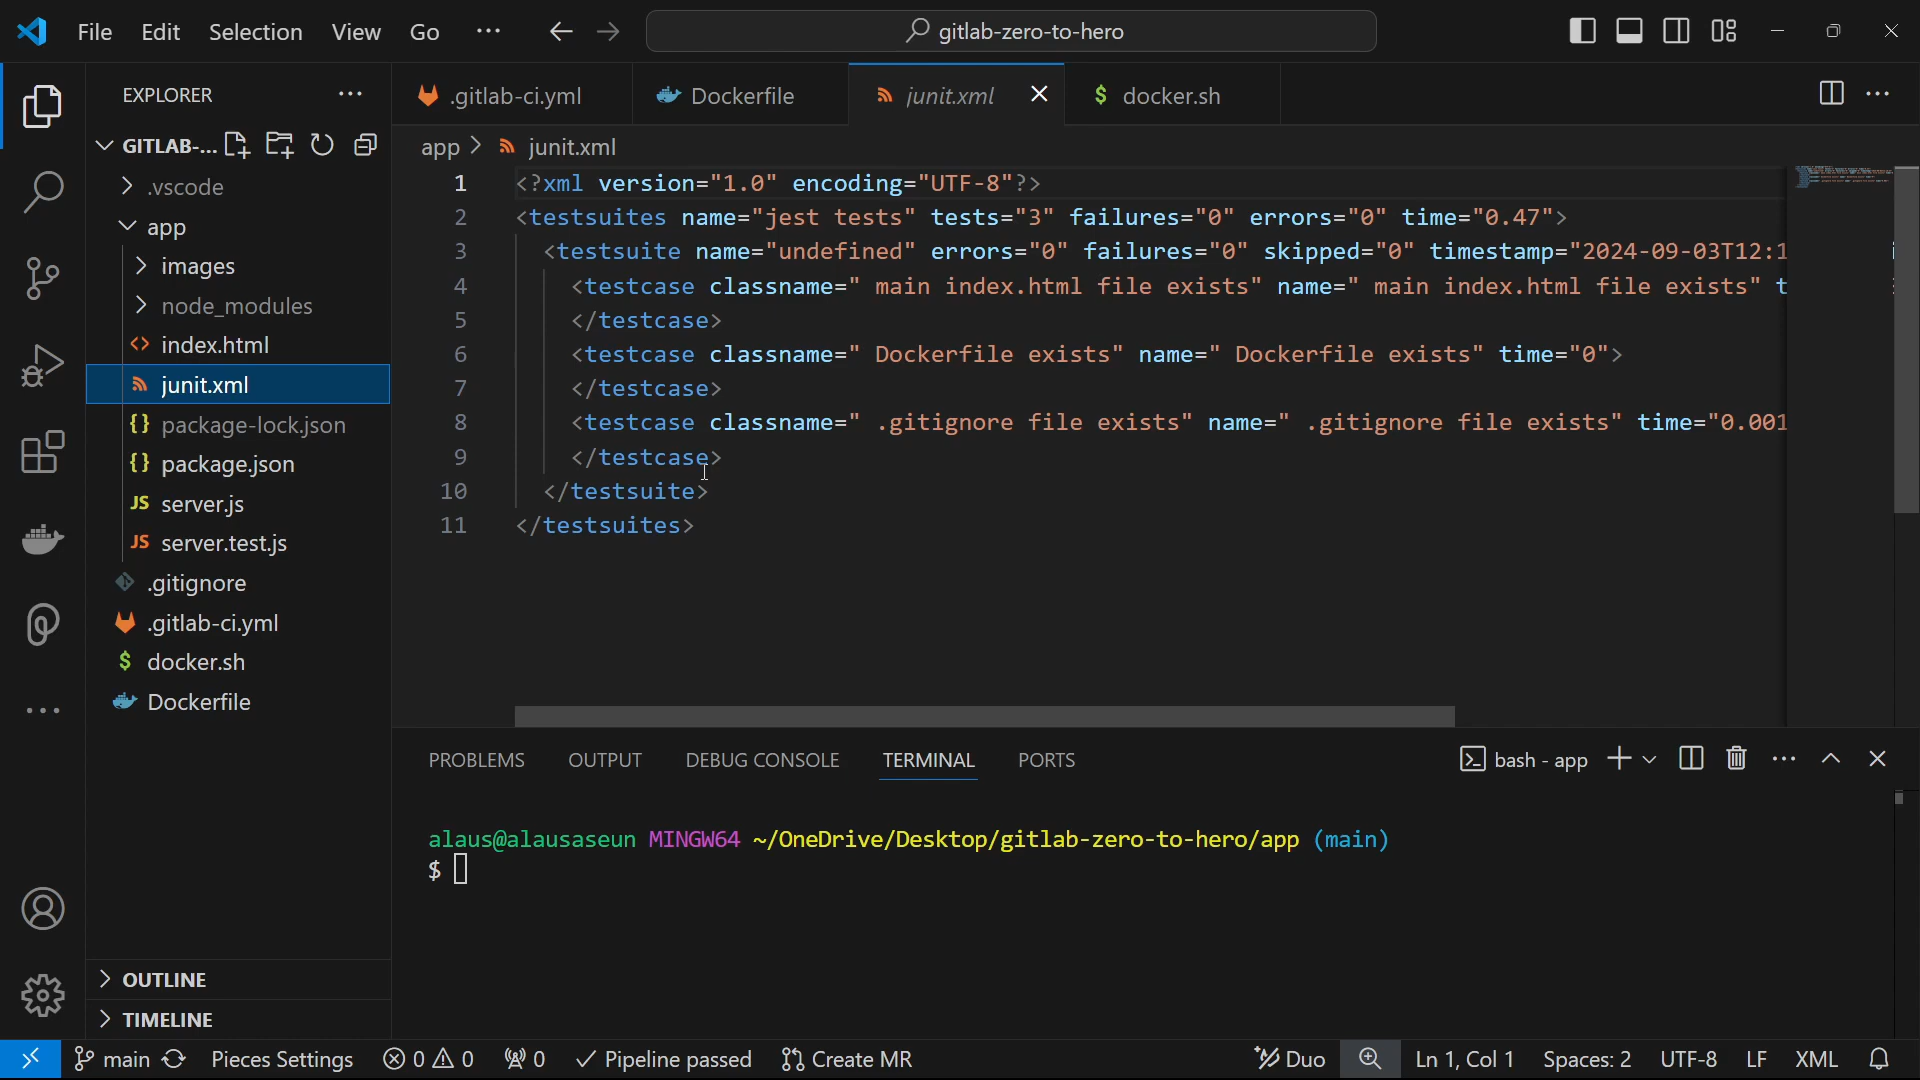 File Edit Selection View Go ··· gitlab-zero-to-hero
EXPLORER ···
GITLAB-...
.vscode
app
images
node_modules
index.html
junit.xml
package-lock.json
package.json
server.js
server.test.js
.gitignore
.gitlab-ci.yml
docker.sh
Dockerfile
OUTLINE
TIMELINE
.gitlab-ci.yml Dockerfile junit.xml docker.sh
app > junit.xml
1 <?xml version="1.0" encoding="UTF-8"?>
2 <testsuites name="jest tests" tests="3" failures="0" errors="0" time="0.47">
3 <testsuite name="undefined" errors="0" failures="0" skipped="0" timestamp="2024-09-03T12:1
4 <testcase classname=" main index.html file exists" name=" main index.html file exists" t
5 </testcase>
6 <testcase classname=" Dockerfile exists" name=" Dockerfile exists" time="0">
7 </testcase>
8 <testcase classname=" .gitignore file exists" name=" .gitignore file exists" time="0.001
9 </testcase>
10 </testsuite>
11 </testsuites>
PROBLEMS OUTPUT DEBUG CONSOLE TERMINAL PORTS bash - app
alaus@alausaseun MINGW64 ~/OneDrive/Desktop/gitlab-zero-to-hero/app (main)
$
main Pieces Settings 0 0 0 Pipeline passed Create MR Duo Ln 1, Col 1 Spaces: 2 UTF-8 LF XML